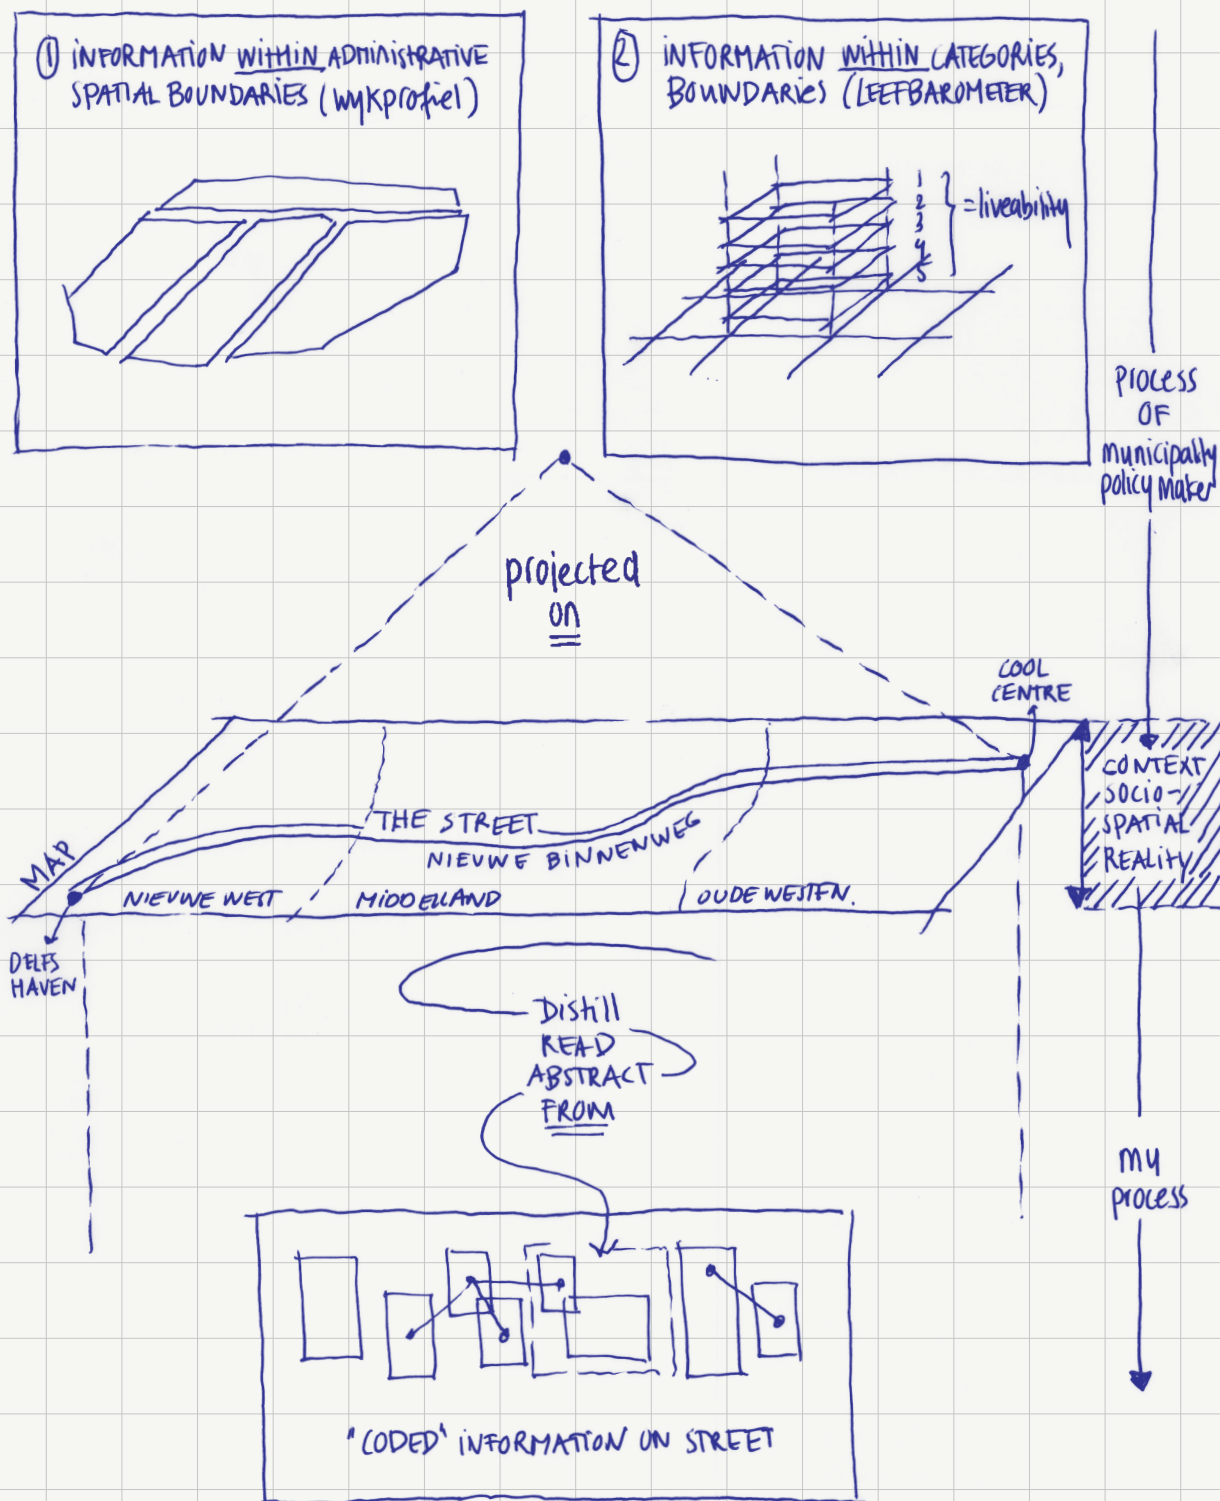 1 INFORMATION WITHIN ADMINISTRATIVE
SPATIAL BOUNDARIES (wykprofiel)
2 INFORMATION WITHIN CATEGORIES,
BOUNDARIES (LEEFBAROMETER)
1
2
3
4
5
=liveability
PROCESS
OF
municipality
policy maker
projected
on
COOL
CENTRE
MAP
THE STREET
NIEUWE BINNENWEG
NIEUWE WEST
MIDDELLAND
OUDE WESTEN.
DELFS
HAVEN
CONTEXT
SOCIO-
SPATIAL
REALITY
Distill
READ
ABSTRACT
FROM
my
process
"CODED" INFORMATION ON STREET